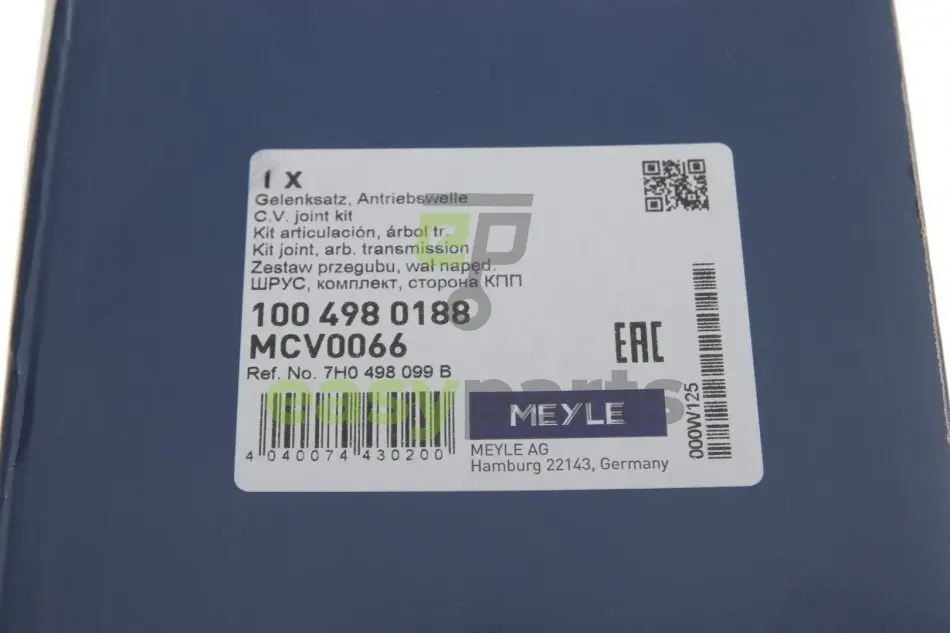 1 x
Gelenksatz, Antriebswelle
C.V. joint kit
Kit articulación, árbol tr.
Kit joint, arb. transmission
Zestaw przegubu, wał napęd.
ШРУС, комплект, сторона КПП
100 498 0188
MCV0066
Ref. No. 7H0 498 099 B
EAC
easyparts
MEYLE
4 040074 430200
MEYLE AG
Hamburg 22143, Germany
000W125